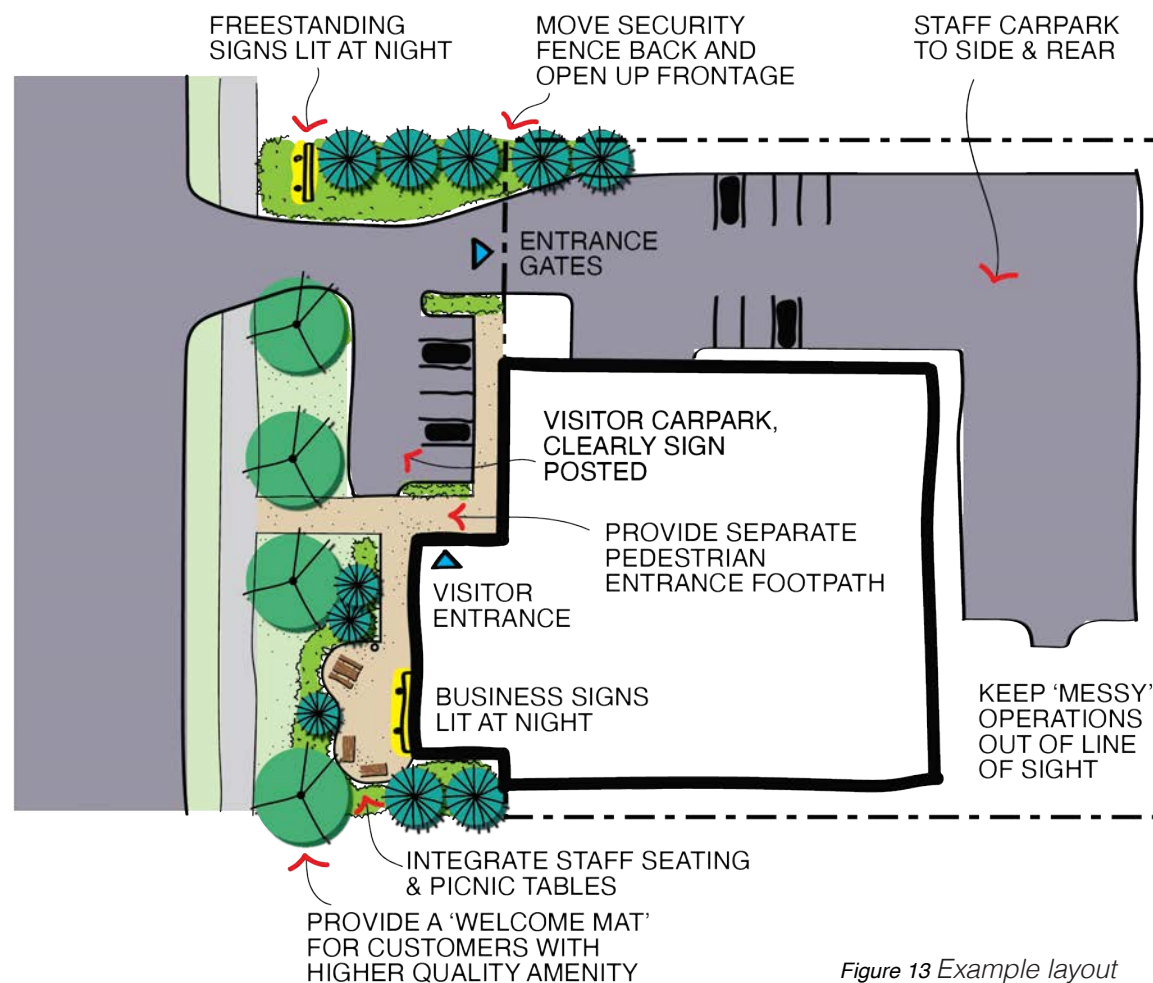 FREESTANDING
SIGNS LIT AT NIGHT
MOVE SECURITY
FENCE BACK AND
OPEN UP FRONTAGE
STAFF CARPARK
TO SIDE & REAR
ENTRANCE
GATES
VISITOR CARPARK,
CLEARLY SIGN
POSTED
PROVIDE SEPARATE
PEDESTRIAN
ENTRANCE FOOTPATH
VISITOR
ENTRANCE
BUSINESS SIGNS
LIT AT NIGHT
KEEP ‘MESSY’
OPERATIONS
OUT OF LINE
OF SIGHT
INTEGRATE STAFF SEATING
& PICNIC TABLES
PROVIDE A ‘WELCOME MAT’
FOR CUSTOMERS WITH
HIGHER QUALITY AMENITY
Figure 13 Example layout